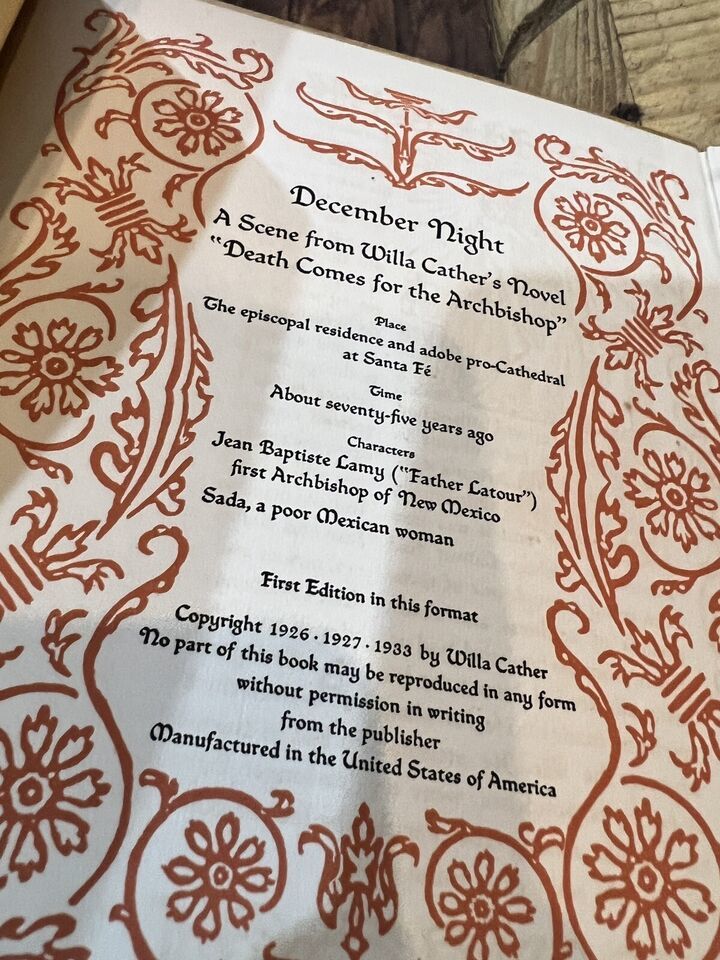 December Night
A Scene from Willa Cather's Novel
"Death Comes for the Archbishop"
Place
The episcopal residence and adobe pro-Cathedral
at Santa Fé
Time
About seventy-five years ago
Characters
Jean Baptiste Lamy ("Father Latour")
first Archbishop of New Mexico
Sada, a poor Mexican woman
First Edition in this format
Copyright 1926 · 1927 · 1933 by Willa Cather
No part of this book may be reproduced in any form
without permission in writing
from the publisher
Manufactured in the United States of America